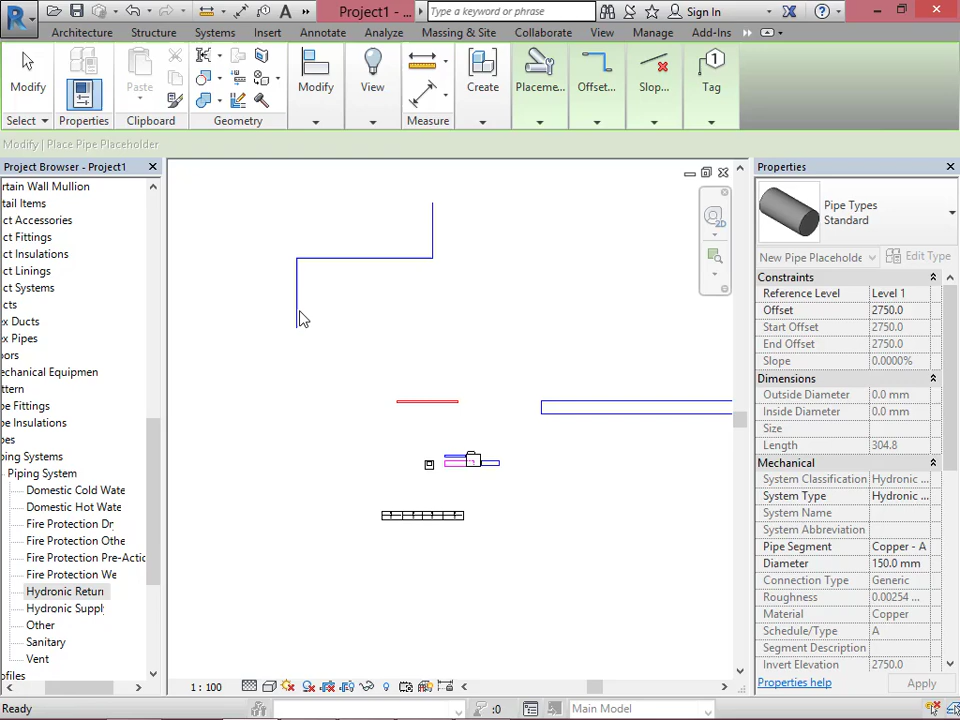 Project1 - ...
Type a keyword or phrase
Sign In
Architecture Structure Systems Insert Annotate Analyze Massing & Site Collaborate View Manage Add-Ins
Modify Paste Modify View Create Placeme... Offset... Slop... Tag
Select Properties Clipboard Geometry Measure
Modify | Place Pipe Placeholder
Project Browser - Project1
rtain Wall Mullion
tail Items
ct Accessories
ct Fittings
ct Insulations
ct Linings
ct Systems
cts
ex Ducts
ex Pipes
oors
echanical Equipmen
ttern
pe Fittings
pe Insulations
pes
ping Systems
Piping System
Domestic Cold Wate
Domestic Hot Wate
Fire Protection Dr
Fire Protection Othe
Fire Protection Pre-Actic
Fire Protection We
Hydronic Return
Hydronic Supply
Other
Sanitary
Vent
ofiles
2D
1 : 100
Properties
Pipe Types
Standard
New Pipe Placeholde
Edit Type
Constraints
Reference Level Level 1
Offset 2750.0
Start Offset 2750.0
End Offset 2750.0
Slope 0.0000%
Dimensions
Outside Diameter 0.0 mm
Inside Diameter 0.0 mm
Size
Length 304.8
Mechanical
System Classification Hydronic ...
System Type Hydronic ...
System Name
System Abbreviation
Pipe Segment Copper - A
Diameter 150.0 mm
Connection Type Generic
Roughness 0.00254 ...
Material Copper
Schedule/Type A
Segment Description
Invert Elevation 2750.0
Properties help
Apply
Ready
:0
Main Model